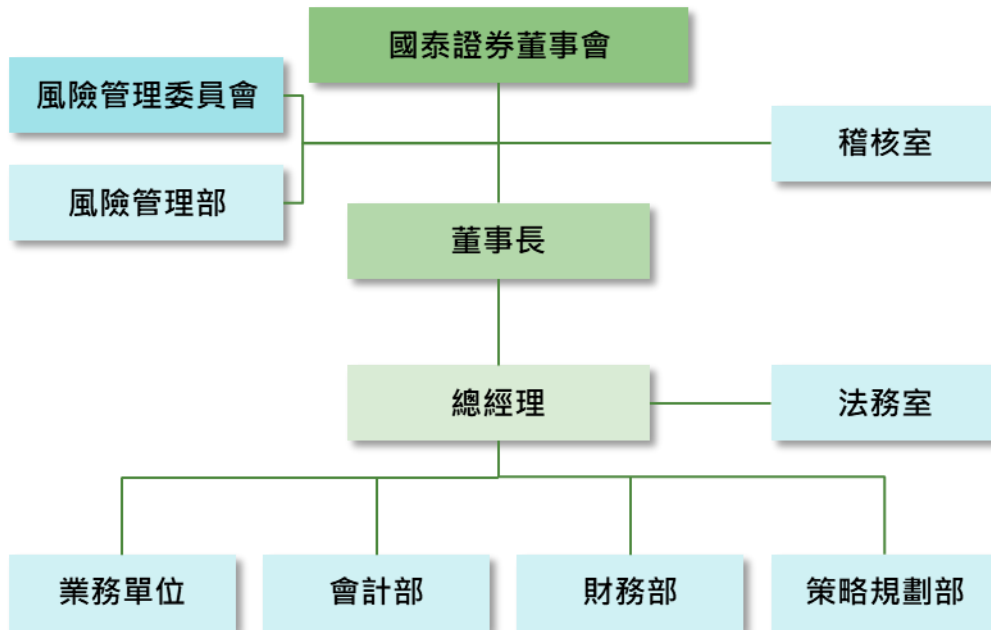 國泰證券董事會
風險管理委員會
稽核室
風險管理部
董事長
總經理
法務室
業務單位
會計部
財務部
策略規劃部